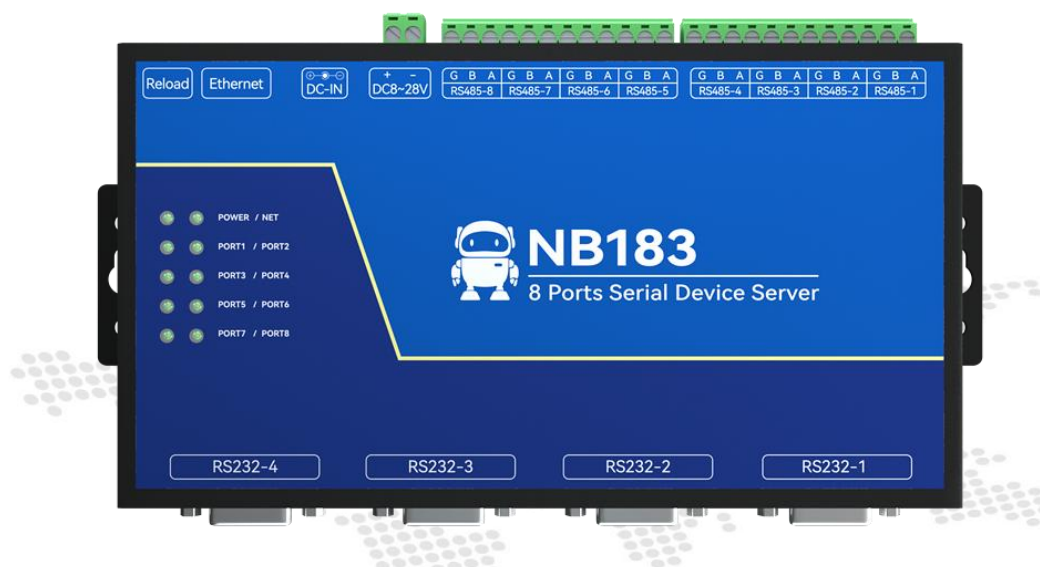 Reload
Ethernet
DC-IN
+ -
DC8~28V
G B A G B A G B A G B A
RS485-8 RS485-7 RS485-6 RS485-5
G B A G B A G B A G B A
RS485-4 RS485-3 RS485-2 RS485-1
POWER / NET
PORT1 / PORT2
PORT3 / PORT4
PORT5 / PORT6
PORT7 / PORT8
NB183
8 Ports Serial Device Server
RS232-4
RS232-3
RS232-2
RS232-1